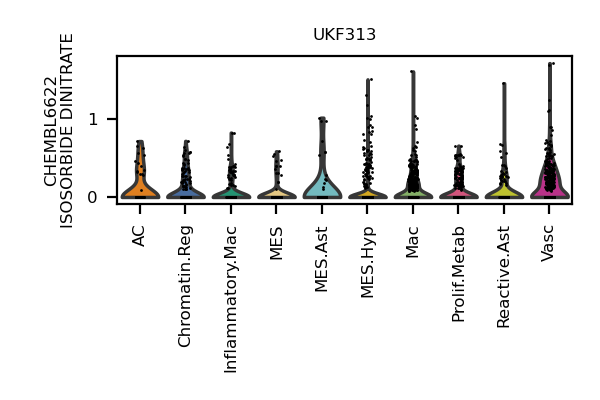 UKF313
CHEMBL6622
ISOSORBIDE DINITRATE
1
0
AC
Chromatin.Reg
Inflammatory.Mac
MES
MES.Ast
MES.Hyp
Mac
Prolif.Metab
Reactive.Ast
Vasc